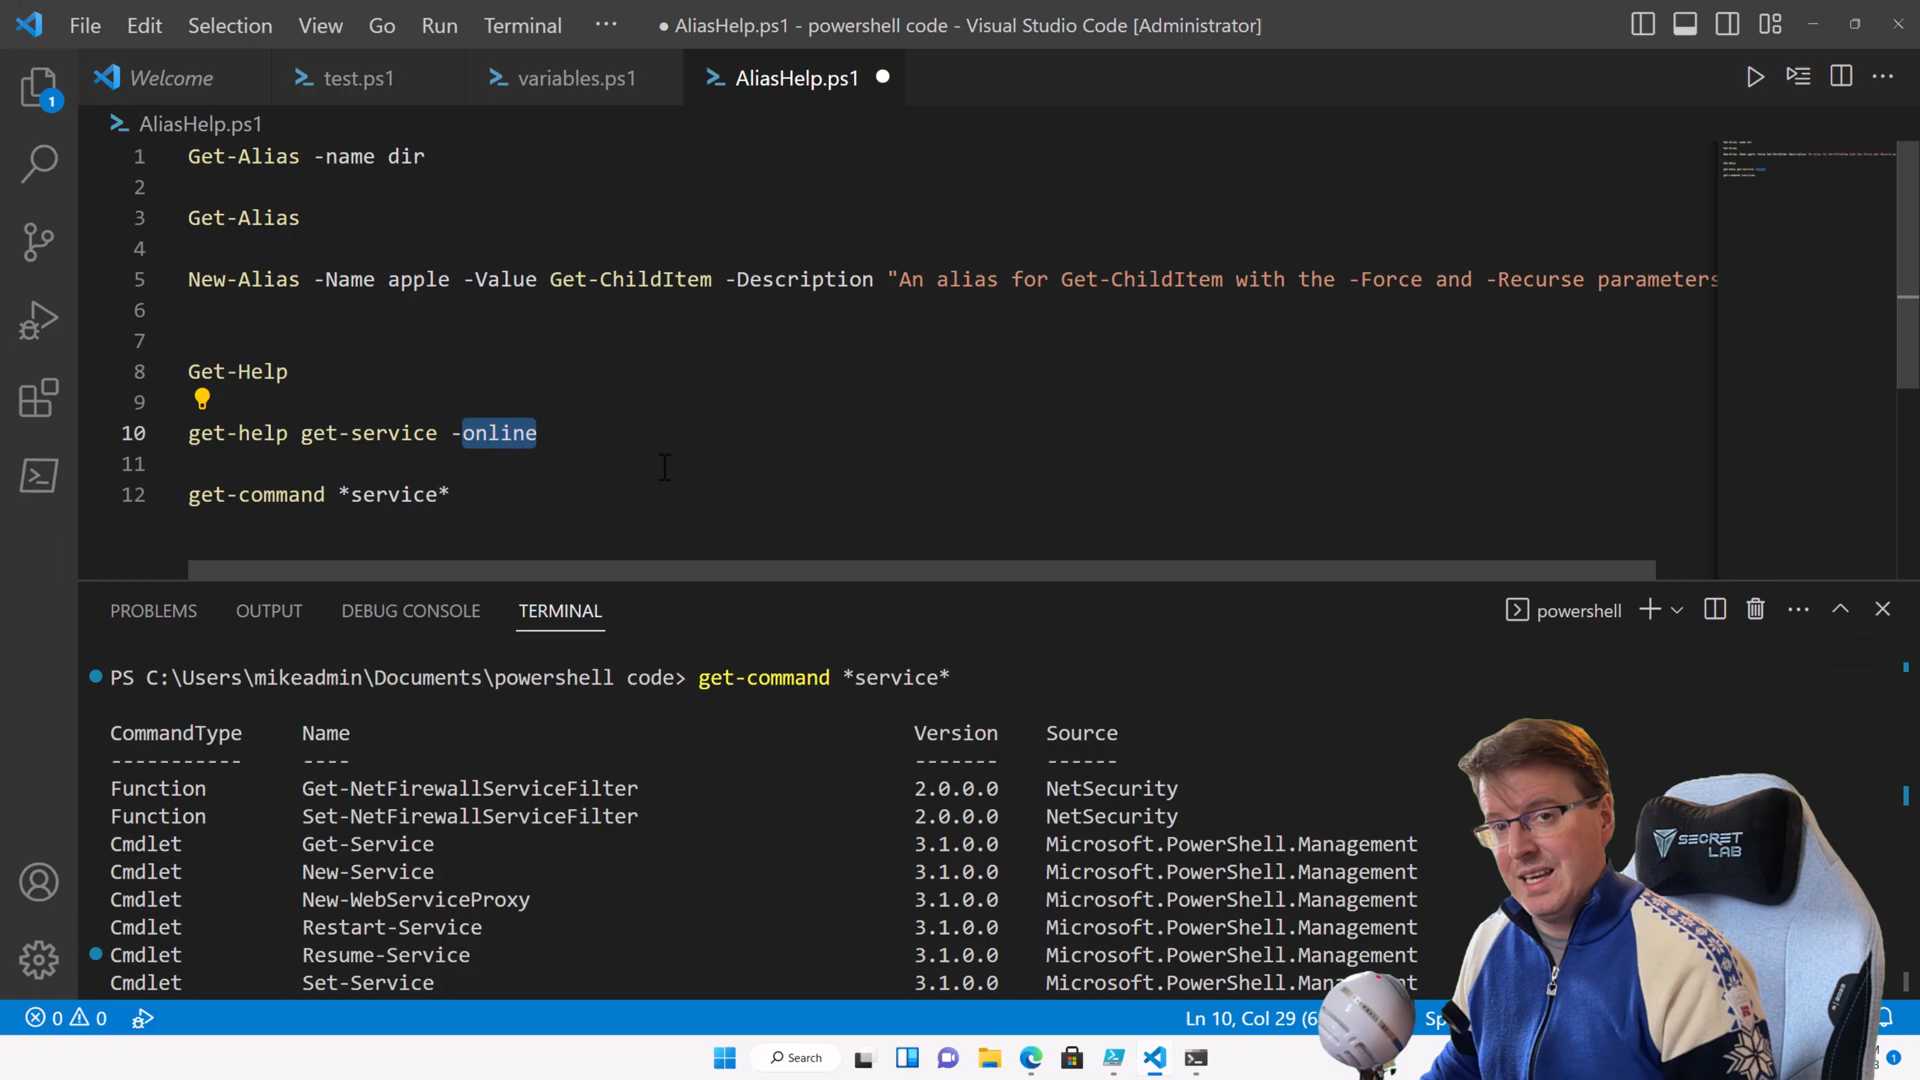 File Edit View Go Run Terminal ··· ● AliasHelp.ps1 - powershell code - Visual Studio Code [Administrator]
Welcome test.ps1 variables.ps1 AliasHelp.ps1
1
AliasHelp.ps1
1 Get-Alias -name dir
2
3 Get-Alias
4
5 New-Alias -Name apple -Value Get-ChildItem -Description "An alias for Get-ChildItem with the -Force and -Recurse parameters
6
7
8 Get-Help
9
10 get-help get-service -online
11
12 get-command *service*
PROBLEMS OUTPUT DEBUG CONSOLE TERMINAL powershell
PS C:\Users\mikeadmin\Documents\powershell code> get-command *service*
CommandType Name Version Source
----------- ---- ------- ------
Function Get-NetFirewallServiceFilter 2.0.0.0 NetSecurity
Function Set-NetFirewallServiceFilter 2.0.0.0 NetSecurity
Cmdlet Get-Service 3.1.0.0 Microsoft.PowerShell.Management
Cmdlet New-Service 3.1.0.0 Microsoft.PowerShell.Management
Cmdlet New-WebServiceProxy 3.1.0.0 Microsoft.PowerShell.Management
Cmdlet Restart-Service 3.1.0.0 Microsoft.PowerShell.Management
Cmdlet Resume-Service 3.1.0.0 Microsoft.PowerShell.Management
Cmdlet Set-Service 3.1.0.0 Microsoft.PowerShell.Management
SECRET
LAB
0 0 Ln 10, Col 29 (6 Sp
Search 1